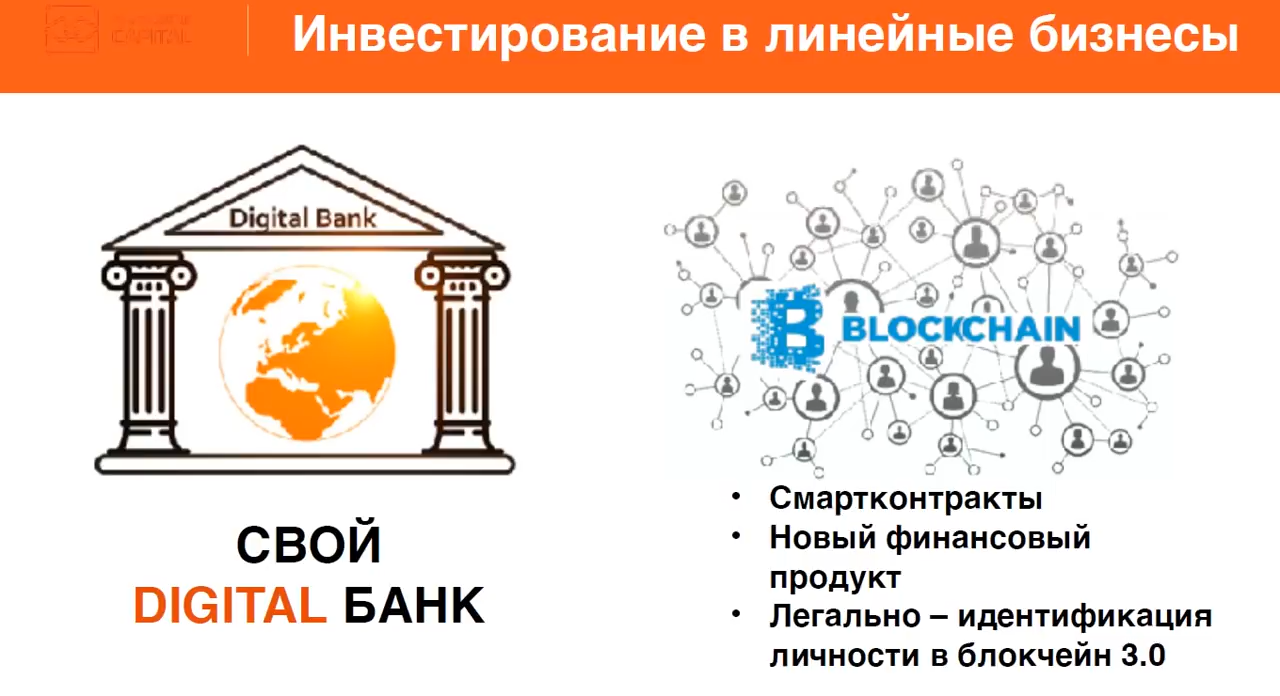 CAPITAL
Инвестирование в линейные бизнесы
Digital Bank
BLOCKCHAIN
СВОЙ
DIGITAL БАНК
• Смартконтракты
• Новый финансовый
продукт
• Легально – идентификация
личности в блокчейн 3.0